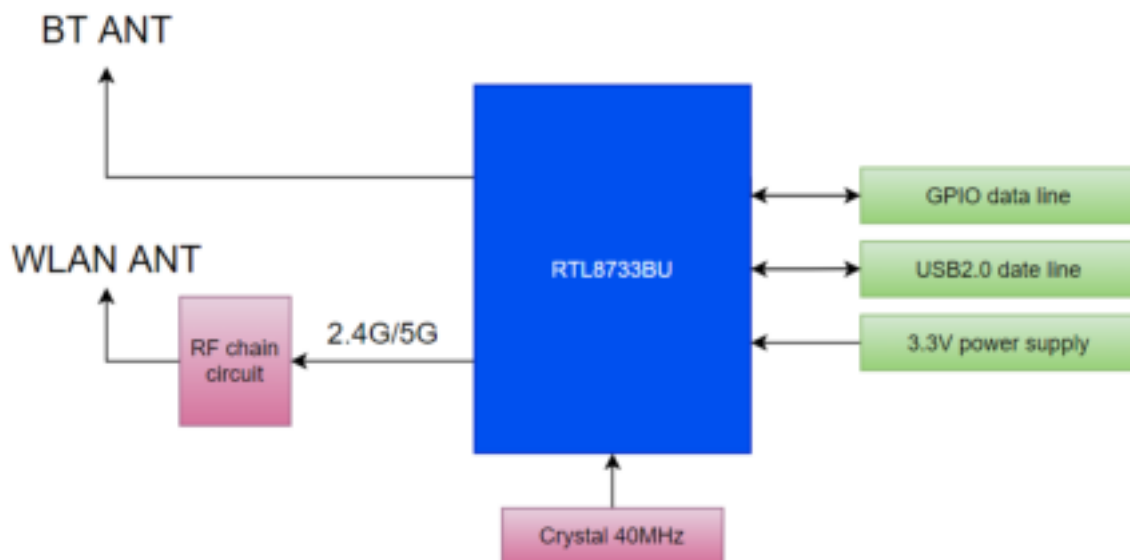 BT ANT
WLAN ANT
RF chain
circuit
2.4G/5G
RTL8733BU
GPIO data line
USB2.0 date line
3.3V power supply
Crystal 40MHz